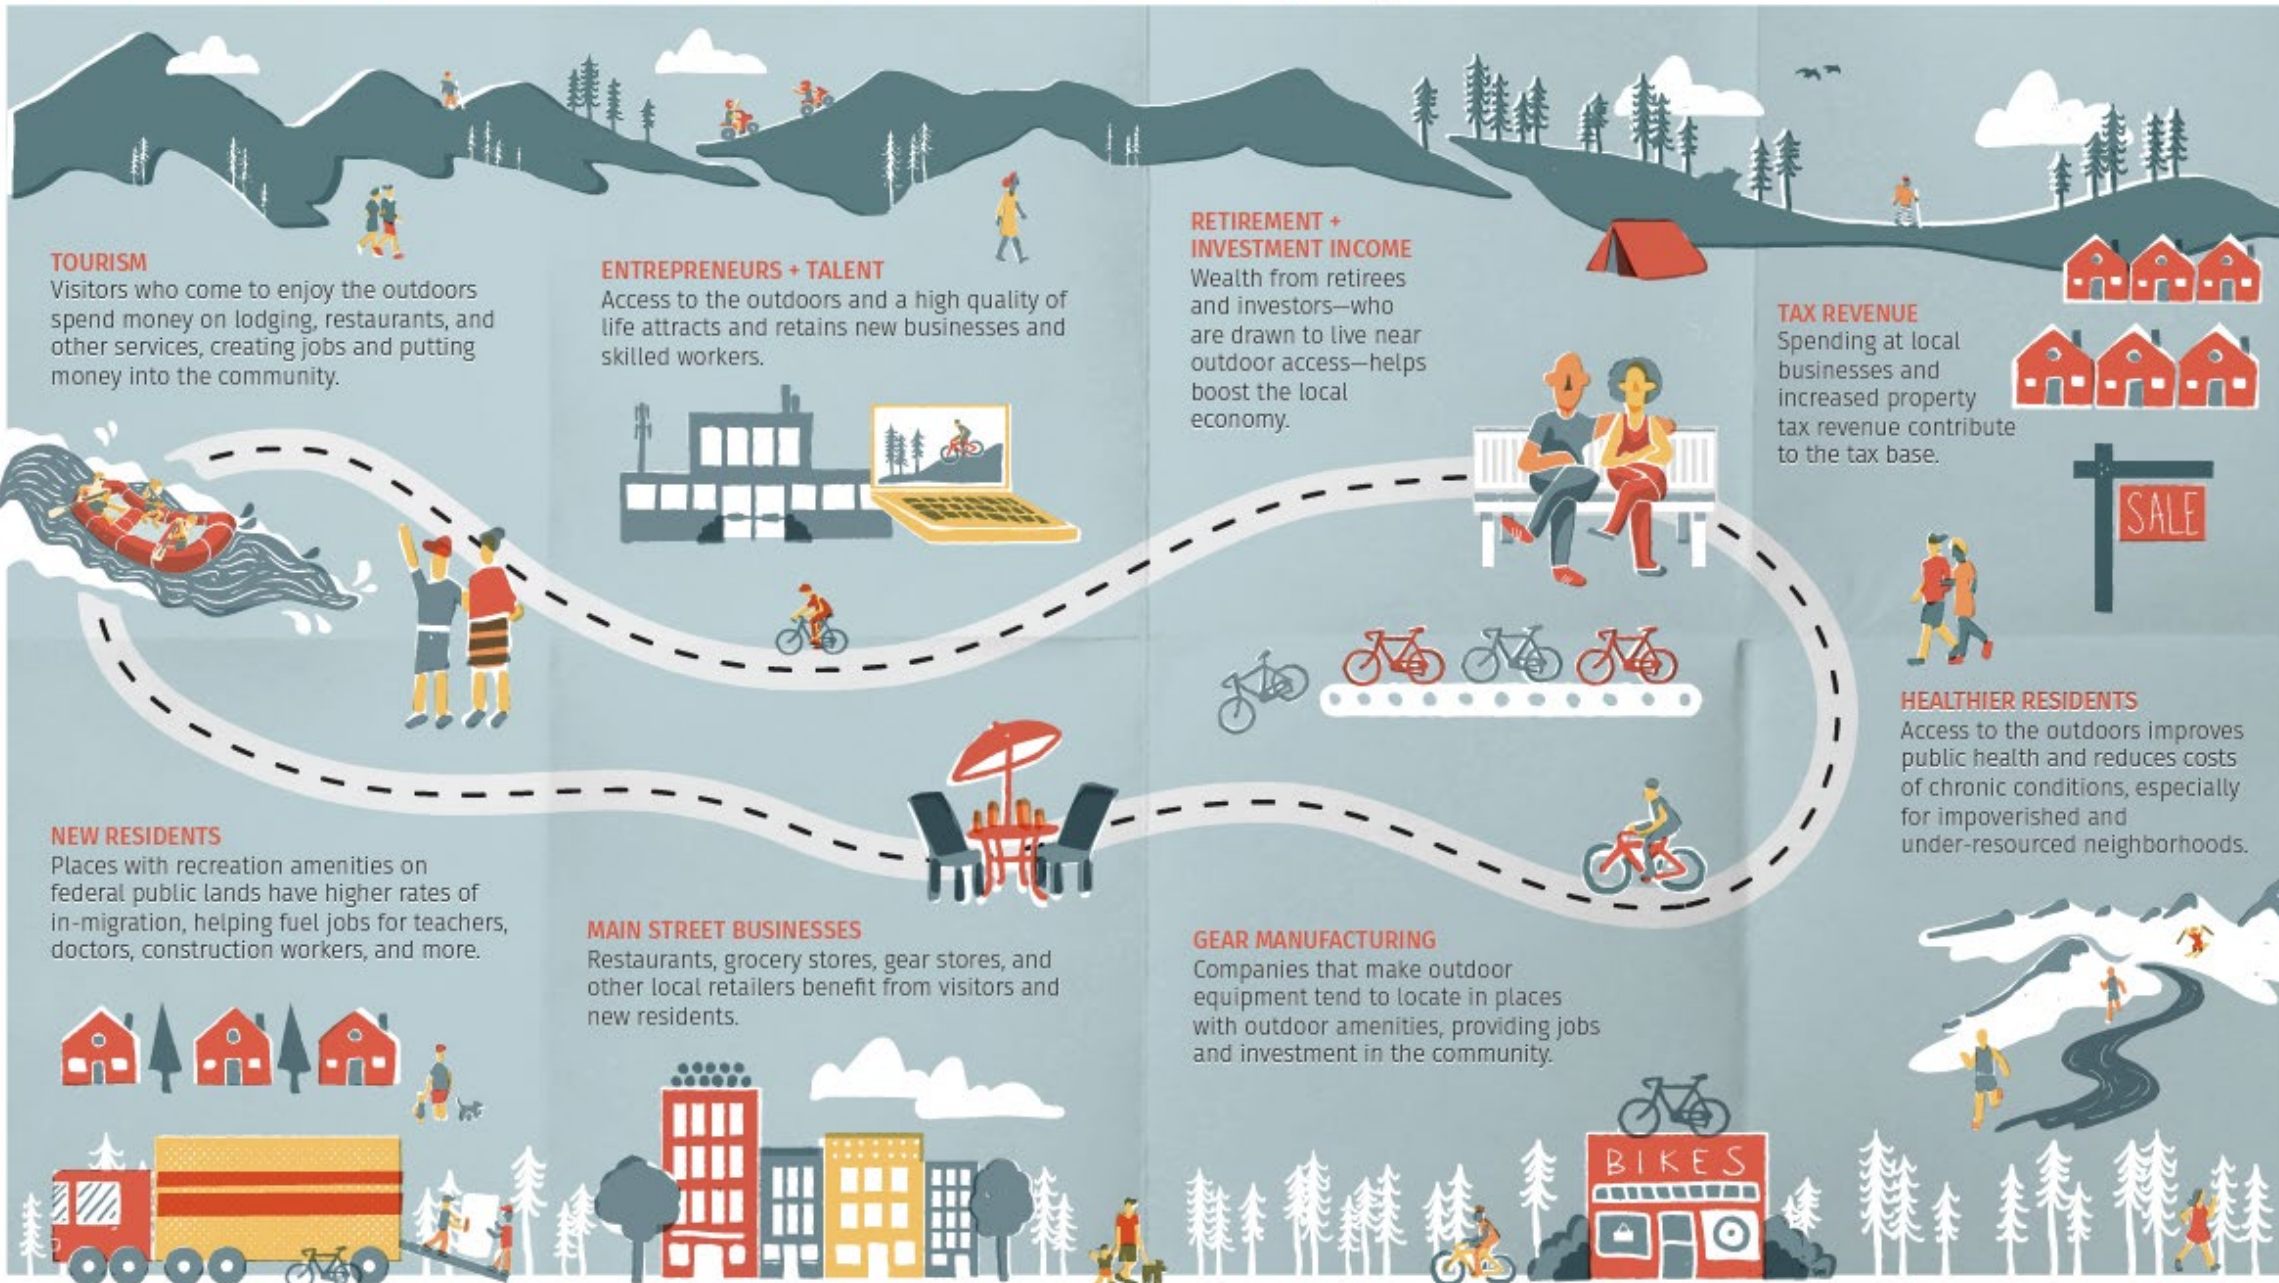 TOURISM
Visitors who come to enjoy the outdoors
spend money on lodging, restaurants, and
other services, creating jobs and putting
money into the community.
ENTREPRENEURS + TALENT
Access to the outdoors and a high quality of
life attracts and retains new businesses and
skilled workers.
RETIREMENT +
INVESTMENT INCOME
Wealth from retirees
and investors—who
are drawn to live near
outdoor access—helps
boost the local
economy.
TAX REVENUE
Spending at local
businesses and
increased property
tax revenue contribute
to the tax base.
SALE
HEALTHIER RESIDENTS
Access to the outdoors improves
public health and reduces costs
of chronic conditions, especially
for impoverished and
under-resourced neighborhoods.
NEW RESIDENTS
Places with recreation amenities on
federal public lands have higher rates of
in-migration, helping fuel jobs for teachers,
doctors, construction workers, and more.
MAIN STREET BUSINESSES
Restaurants, grocery stores, gear stores, and
other local retailers benefit from visitors and
new residents.
GEAR MANUFACTURING
Companies that make outdoor
equipment tend to locate in places
with outdoor amenities, providing jobs
and investment in the community.
BIKES